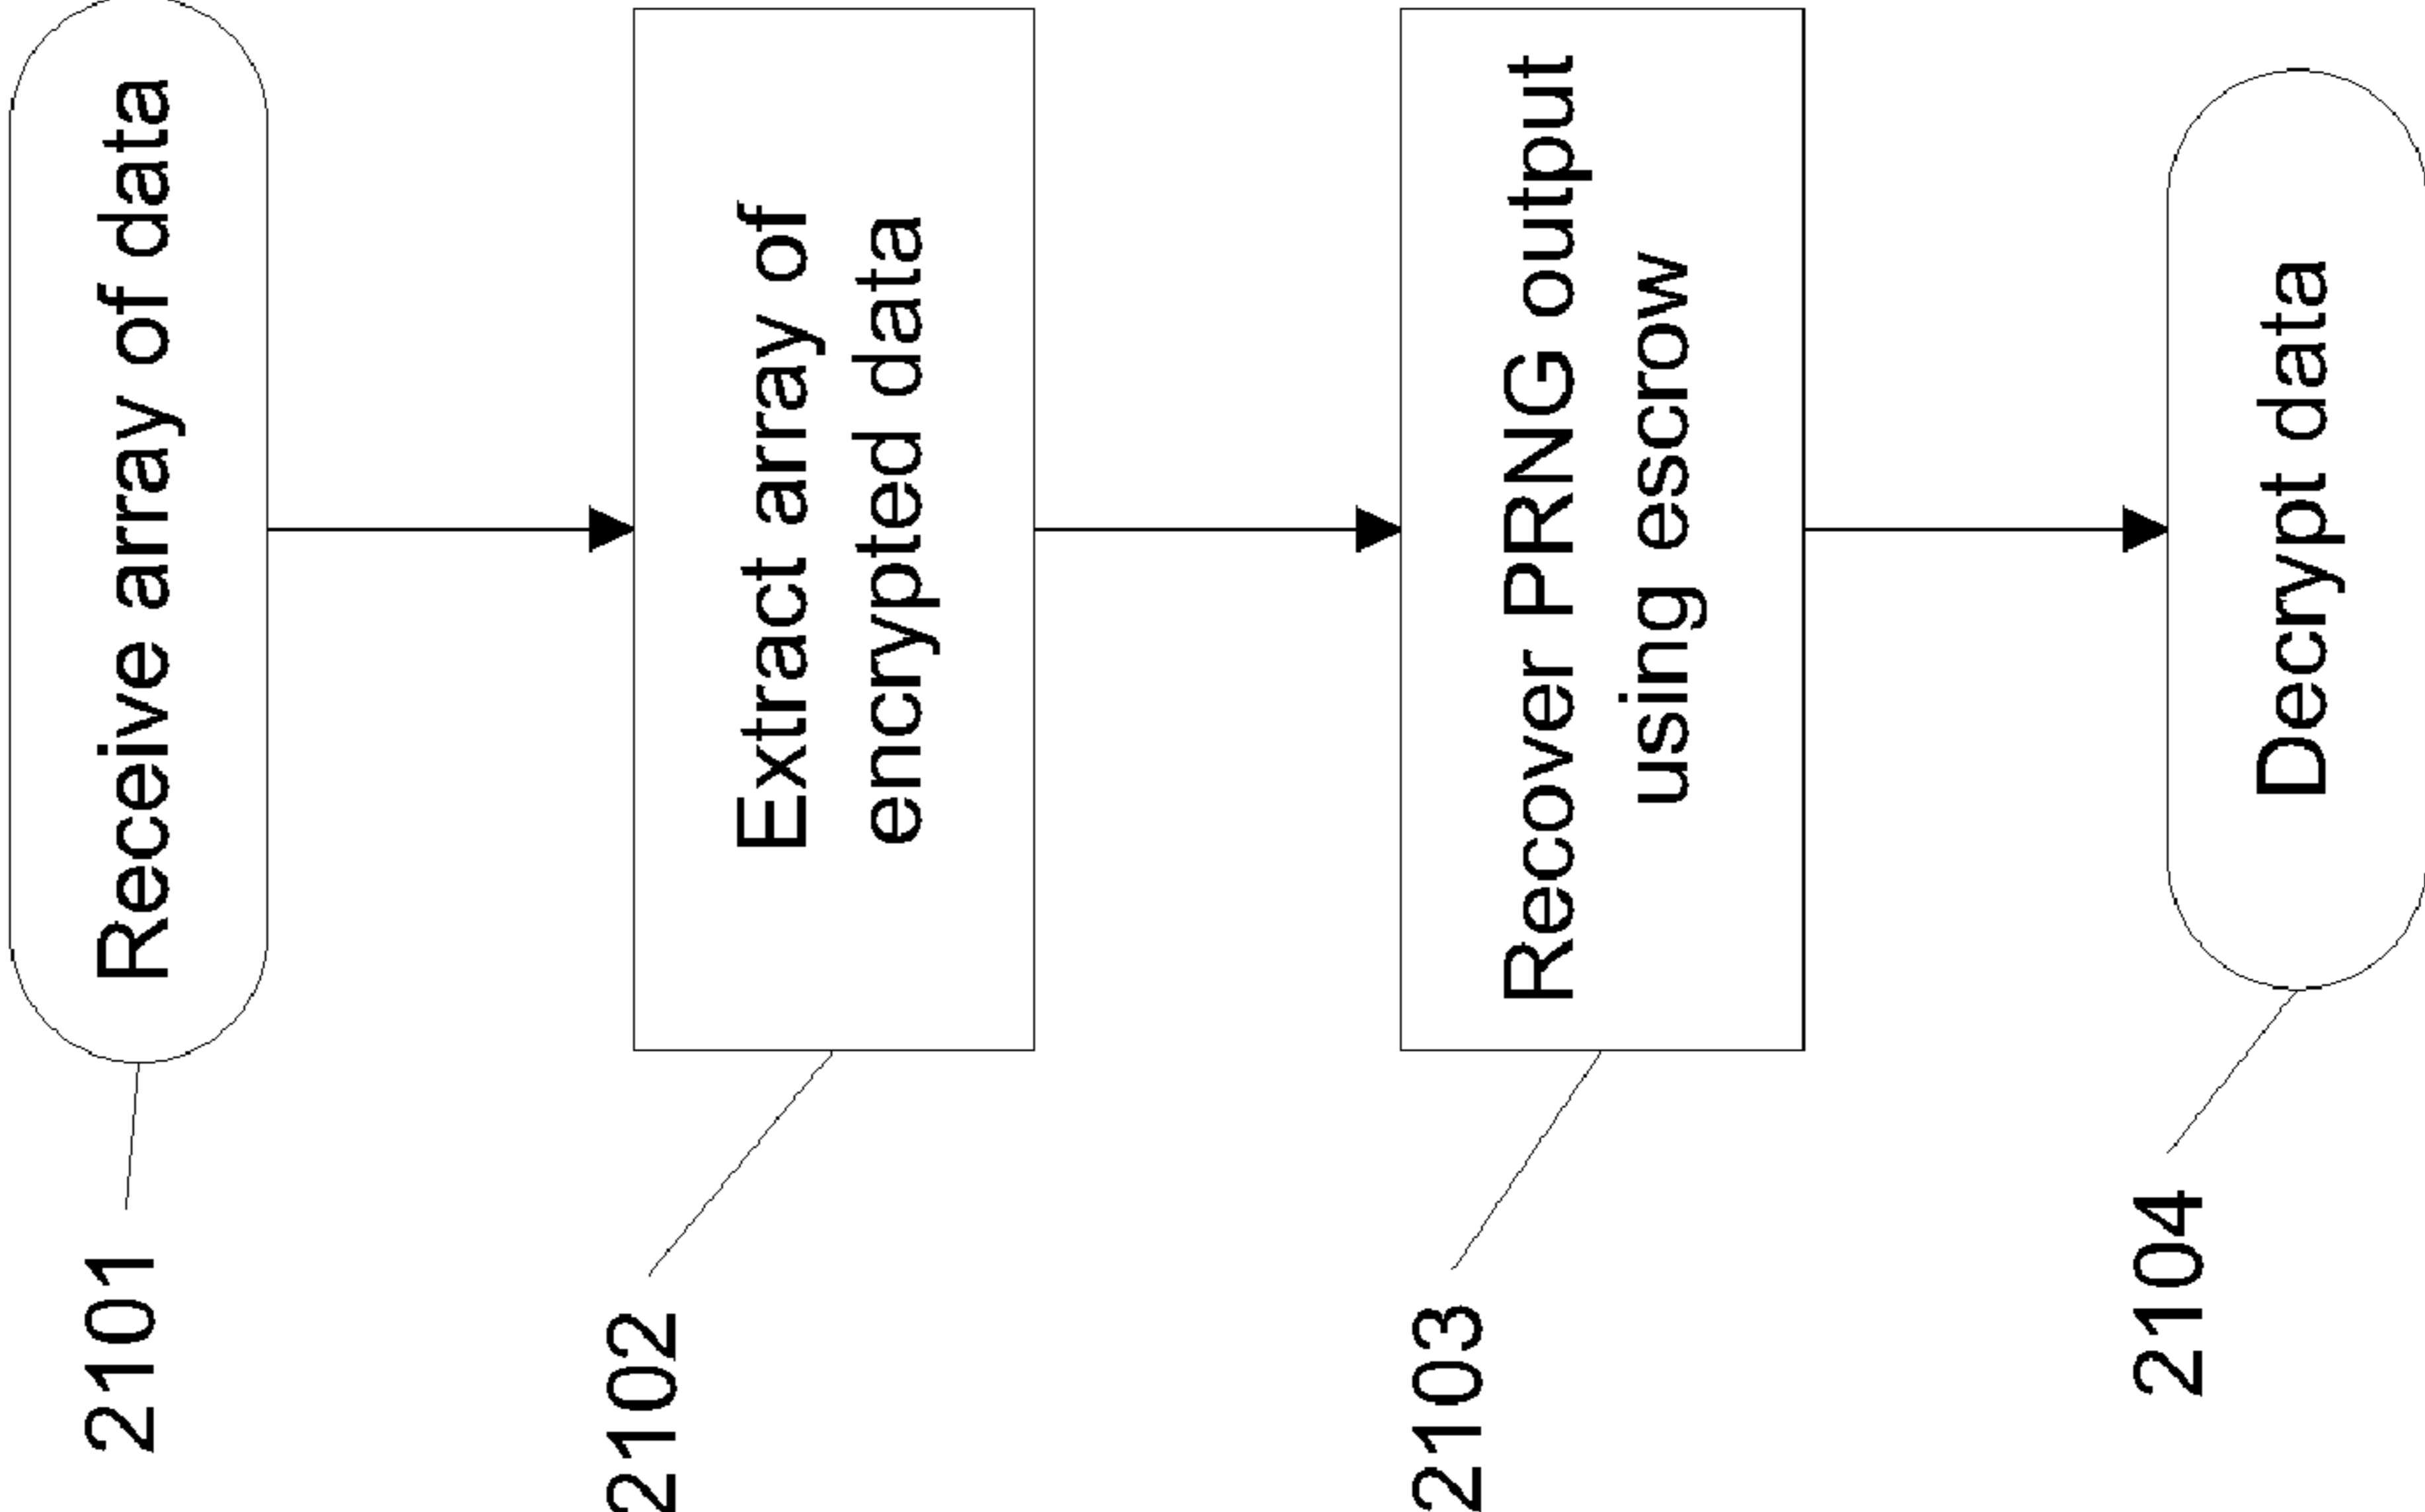 Receive array of data
2101
Extract array of
encrypted data
2102
Recover PRNG output
using escrow
2103
Decrypt data
2104